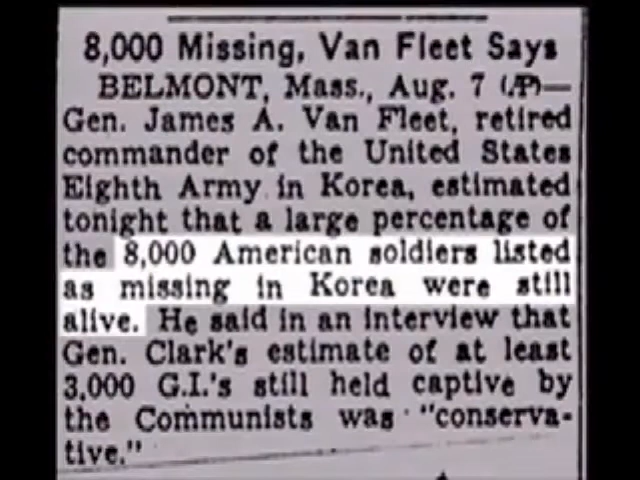 8,000 Missing, Van Fleet Says
BELMONT, Mass., Aug. 7 (AP)—
Gen. James A. Van Fleet, retired
commander of the United States
Eighth Army in Korea, estimated
tonight that a large percentage of
the 8,000 American soldiers listed
as missing in Korea were still
alive. He said in an interview that
Gen. Clark's estimate of at least
3,000 G.I.'s still held captive by
the Communists was "conserva-
tive."